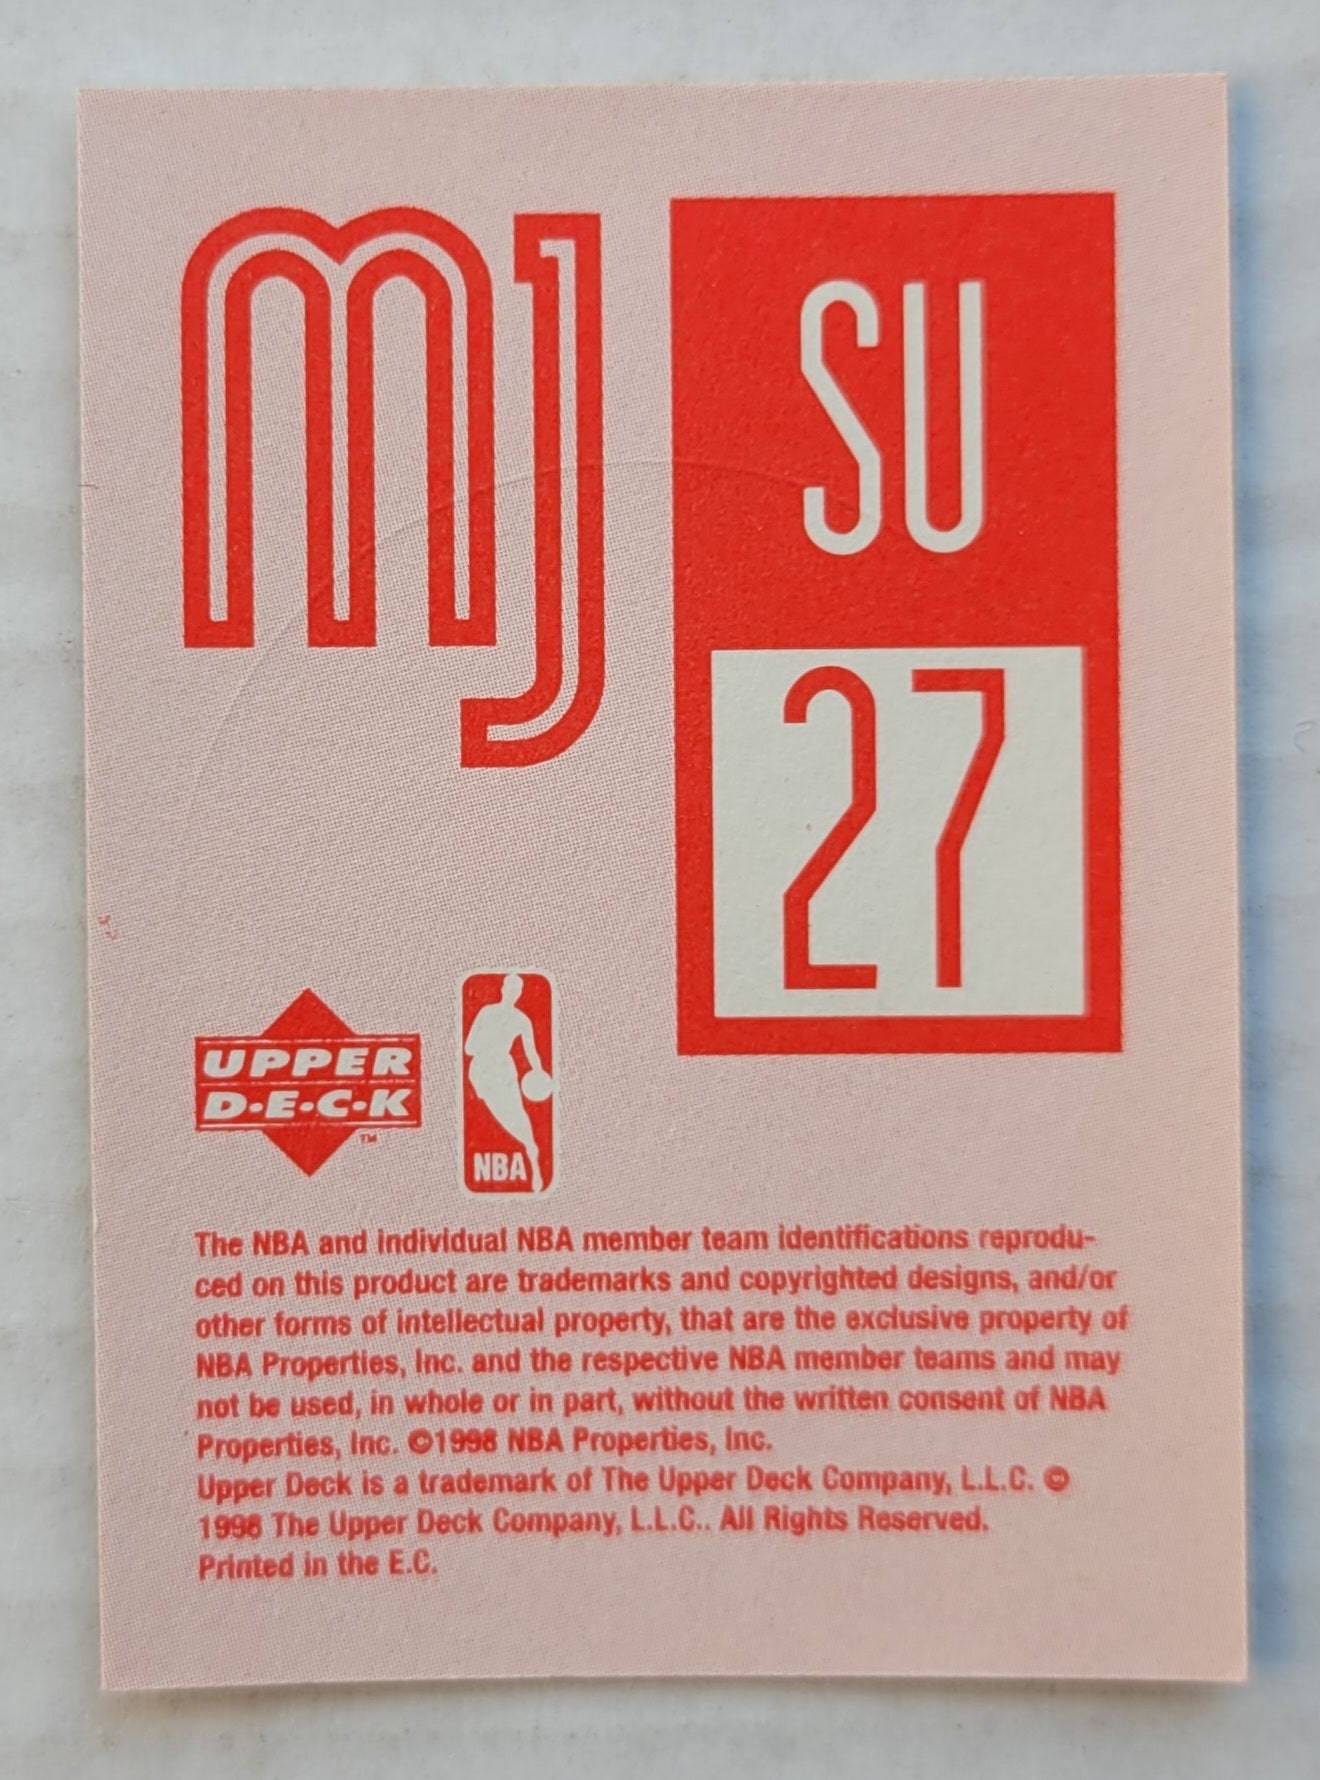 MJ
SU
27
UPPER
D·E·C·K
™
NBA
The NBA and individual NBA member team identifications reprodu-
ced on this product are trademarks and copyrighted designs, and/or
other forms of intellectual property, that are the exclusive property of
NBA Properties, Inc. and the respective NBA member teams and may
not be used, in whole or in part, without the written consent of NBA
Properties, Inc. ©1998 NBA Properties, Inc.
Upper Deck is a trademark of The Upper Deck Company, L.L.C. ©
1998 The Upper Deck Company, L.L.C.. All Rights Reserved.
Printed in the E.C.